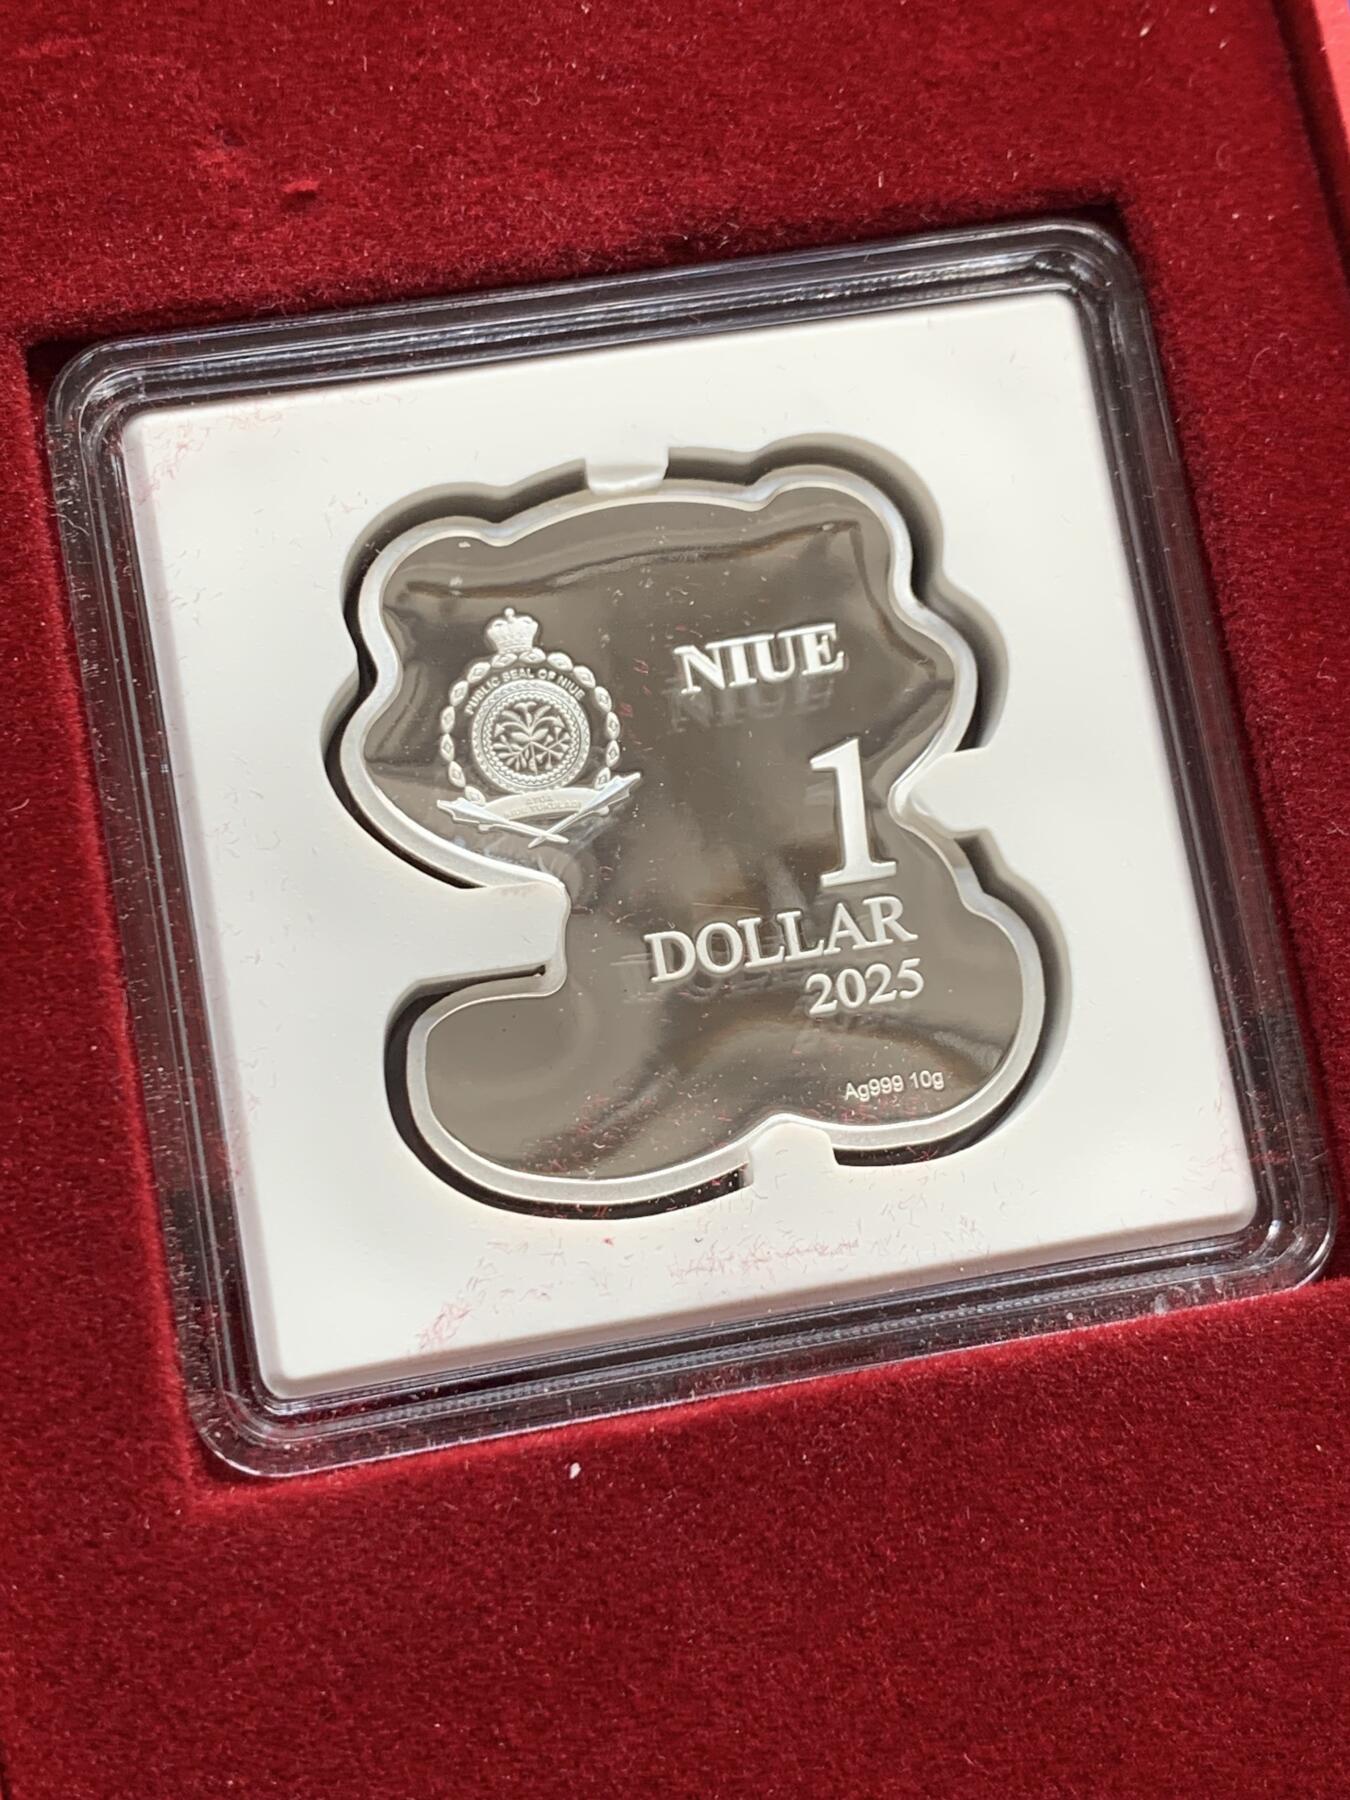 PUBLIC SEAL OF NIUE
NIUE
1
DOLLAR
2025
Ag999 10g